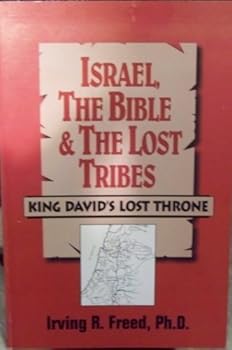 ISRAEL,
THE BIBLE
& THE LOST
TRIBES
KING DAVID'S LOST THRONE
Irving R. Freed, Ph.D.